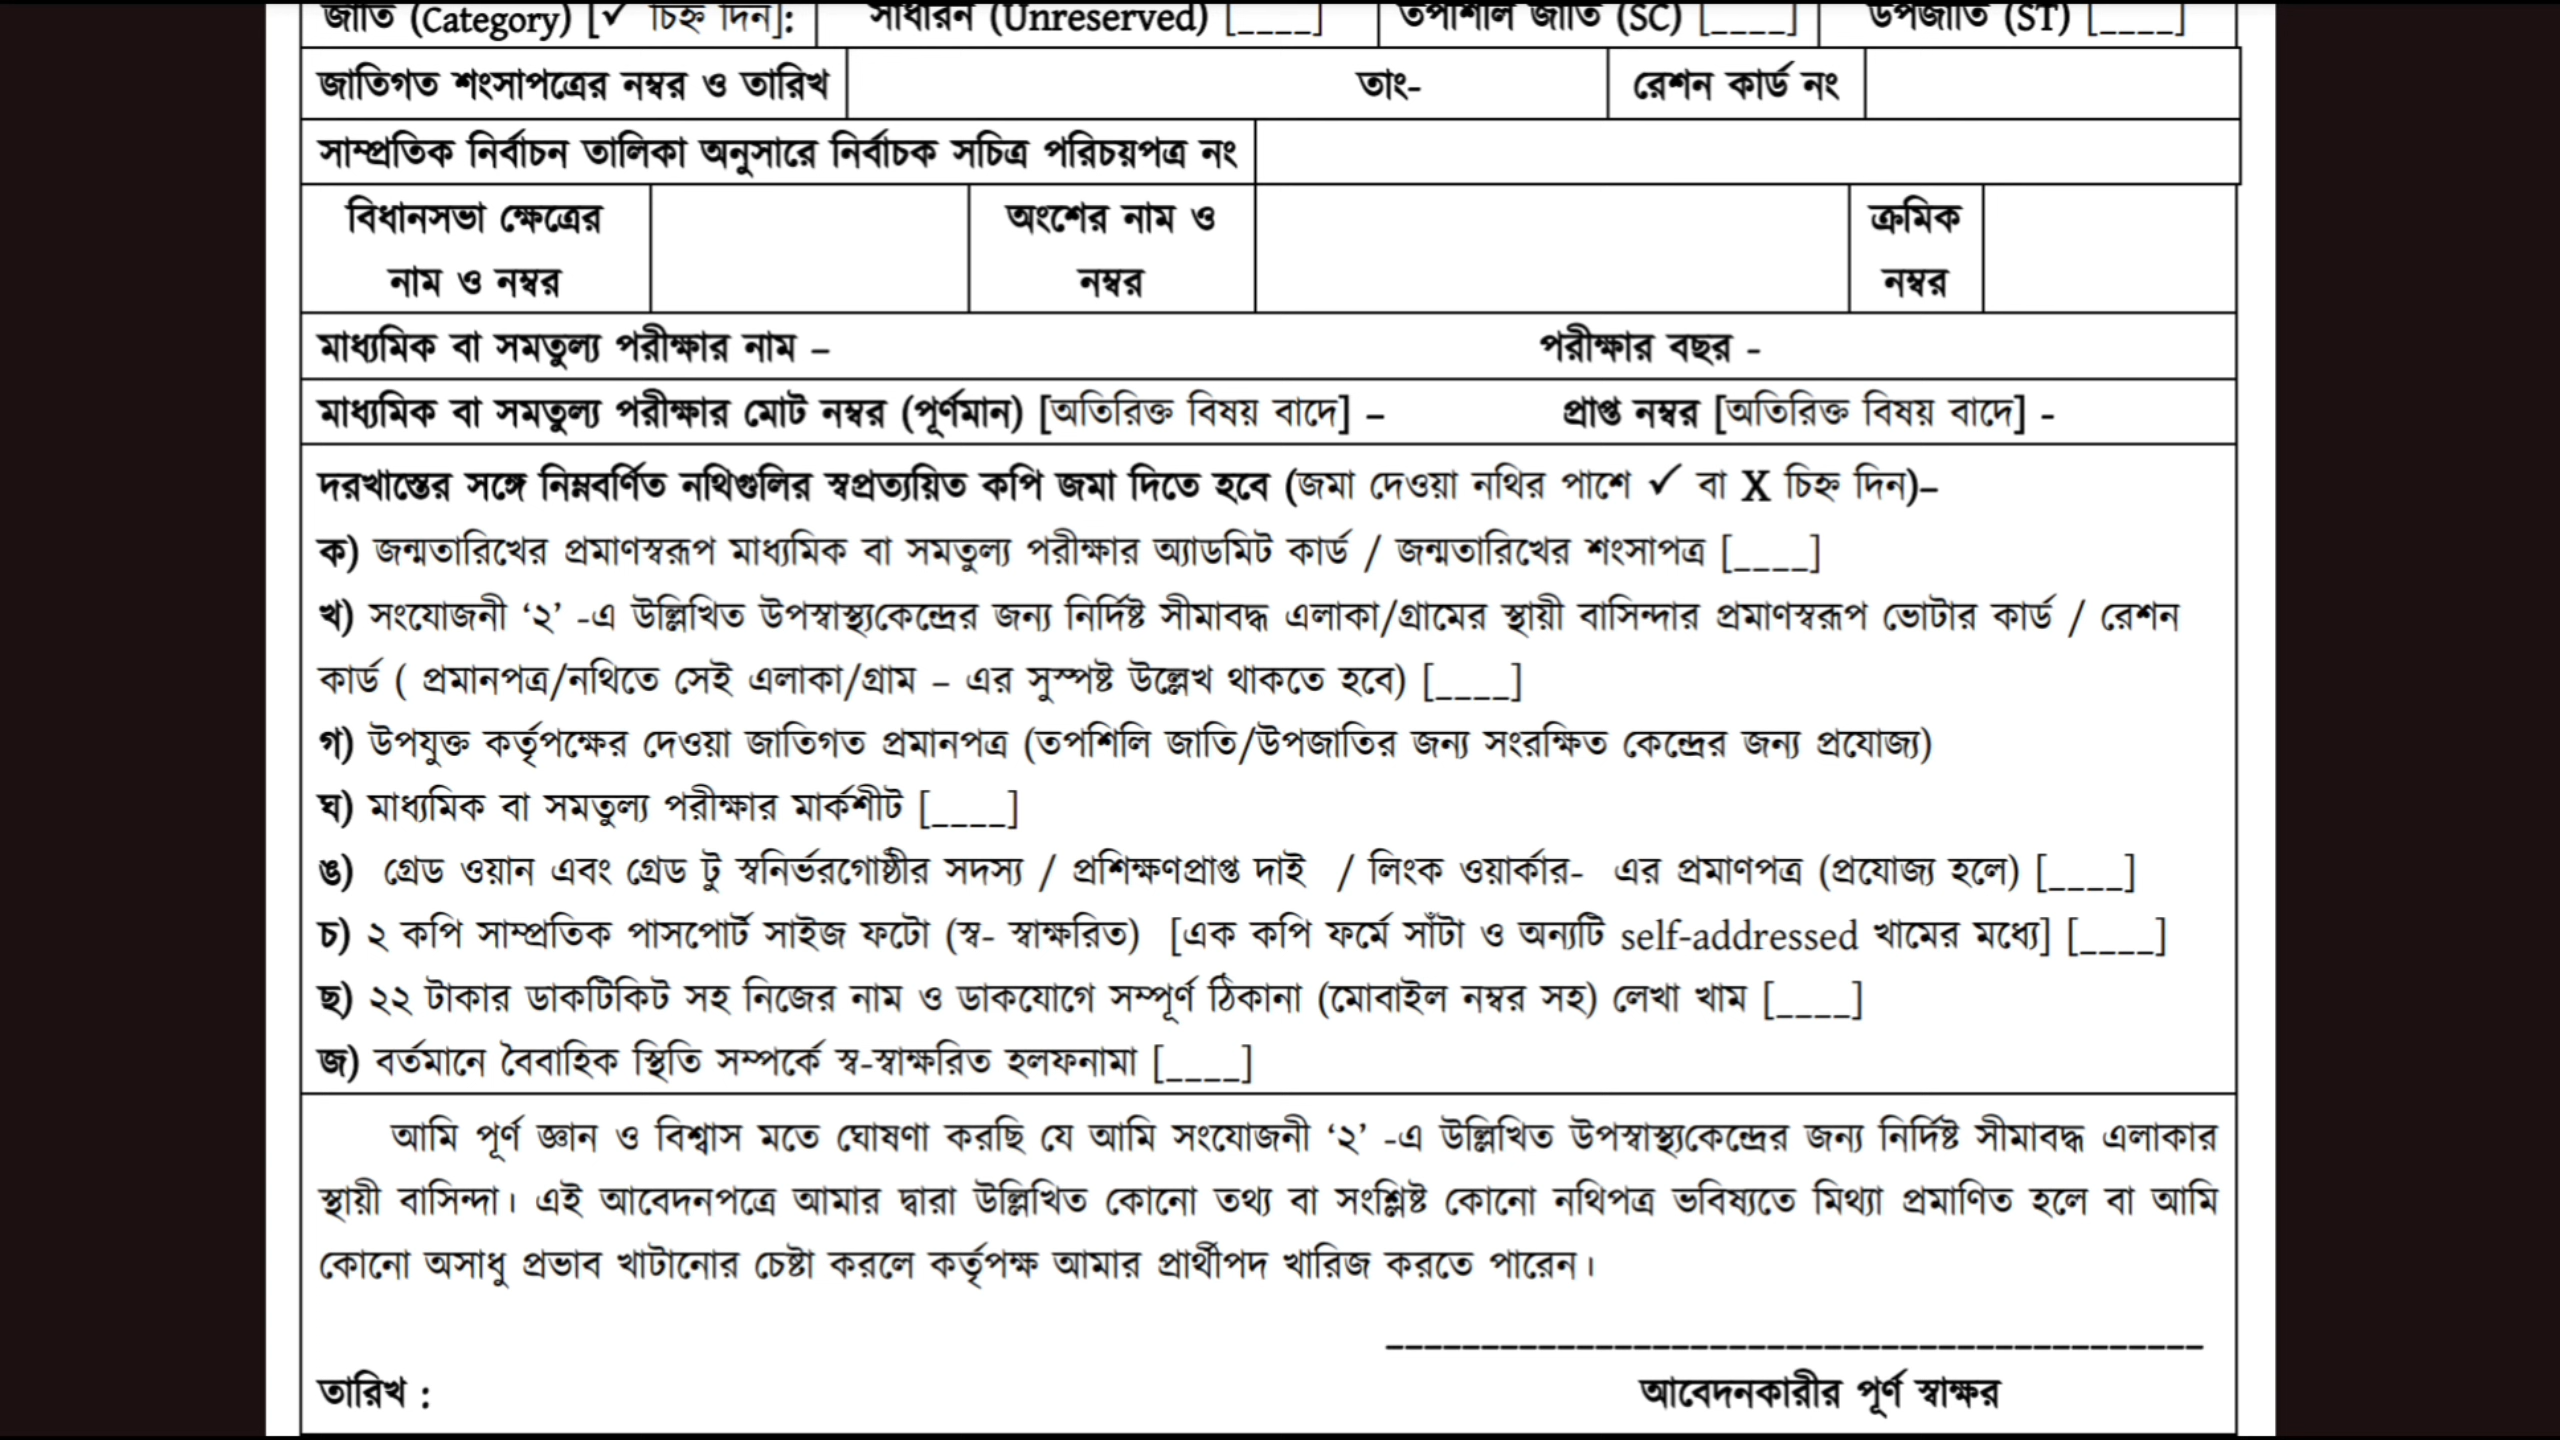 জাতি (Category) [✓ চিহ্ন দিন]: সাধারন (Unreserved) [____] তপশিলি জাতি (SC) [____] উপজাতি (ST) [____]
জাতিগত শংসাপত্রের নম্বর ও তারিখ তাং- রেশন কার্ড নং
সাম্প্রতিক নির্বাচন তালিকা অনুসারে নির্বাচক সচিত্র পরিচয়পত্র নং
বিধানসভা ক্ষেত্রের নাম ও নম্বর অংশের নাম ও নম্বর ক্রমিক নম্বর
মাধ্যমিক বা সমতুল্য পরীক্ষার নাম – পরীক্ষার বছর -
মাধ্যমিক বা সমতুল্য পরীক্ষার মোট নম্বর (পূর্ণমান) [অতিরিক্ত বিষয় বাদে] – প্রাপ্ত নম্বর [অতিরিক্ত বিষয় বাদে] -
দরখাস্তের সঙ্গে নিম্নবর্ণিত নথিগুলির স্বপ্রত্যয়িত কপি জমা দিতে হবে (জমা দেওয়া নথির পাশে ✓ বা X চিহ্ন দিন)–
ক) জন্মতারিখের প্রমাণস্বরূপ মাধ্যমিক বা সমতুল্য পরীক্ষার অ্যাডমিট কার্ড / জন্মতারিখের শংসাপত্র [____]
খ) সংযোজনী ‘২’ -এ উল্লিখিত উপস্বাস্থ্যকেন্দ্রের জন্য নির্দিষ্ট সীমাবদ্ধ এলাকা/গ্রামের স্থায়ী বাসিন্দার প্রমাণস্বরূপ ভোটার কার্ড / রেশন
কার্ড ( প্রমানপত্র/নথিতে সেই এলাকা/গ্রাম – এর সুস্পষ্ট উল্লেখ থাকতে হবে) [____]
গ) উপযুক্ত কর্তৃপক্ষের দেওয়া জাতিগত প্রমানপত্র (তপশিলি জাতি/উপজাতির জন্য সংরক্ষিত কেন্দ্রের জন্য প্রযোজ্য)
ঘ) মাধ্যমিক বা সমতুল্য পরীক্ষার মার্কশীট [____]
ঙ) গ্রেড ওয়ান এবং গ্রেড টু স্বনির্ভরগোষ্ঠীর সদস্য / প্রশিক্ষণপ্রাপ্ত দাই / লিংক ওয়ার্কার- এর প্রমাণপত্র (প্রযোজ্য হলে) [____]
চ) ২ কপি সাম্প্রতিক পাসপোর্ট সাইজ ফটো (স্ব- স্বাক্ষরিত) [এক কপি ফর্মে সাঁটা ও অন্যটি self-addressed খামের মধ্যে] [____]
ছ) ২২ টাকার ডাকটিকিট সহ নিজের নাম ও ডাকযোগে সম্পূর্ণ ঠিকানা (মোবাইল নম্বর সহ) লেখা খাম [____]
জ) বর্তমানে বৈবাহিক স্থিতি সম্পর্কে স্ব-স্বাক্ষরিত হলফনামা [____]
আমি পূর্ণ জ্ঞান ও বিশ্বাস মতে ঘোষণা করছি যে আমি সংযোজনী ‘২’ -এ উল্লিখিত উপস্বাস্থ্যকেন্দ্রের জন্য নির্দিষ্ট সীমাবদ্ধ এলাকার
স্থায়ী বাসিন্দা। এই আবেদনপত্রে আমার দ্বারা উল্লিখিত কোনো তথ্য বা সংশ্লিষ্ট কোনো নথিপত্র ভবিষ্যতে মিথ্যা প্রমাণিত হলে বা আমি
কোনো অসাধু প্রভাব খাটানোর চেষ্টা করলে কর্তৃপক্ষ আমার প্রার্থীপদ খারিজ করতে পারেন।
তারিখ : আবেদনকারীর পূর্ণ স্বাক্ষর